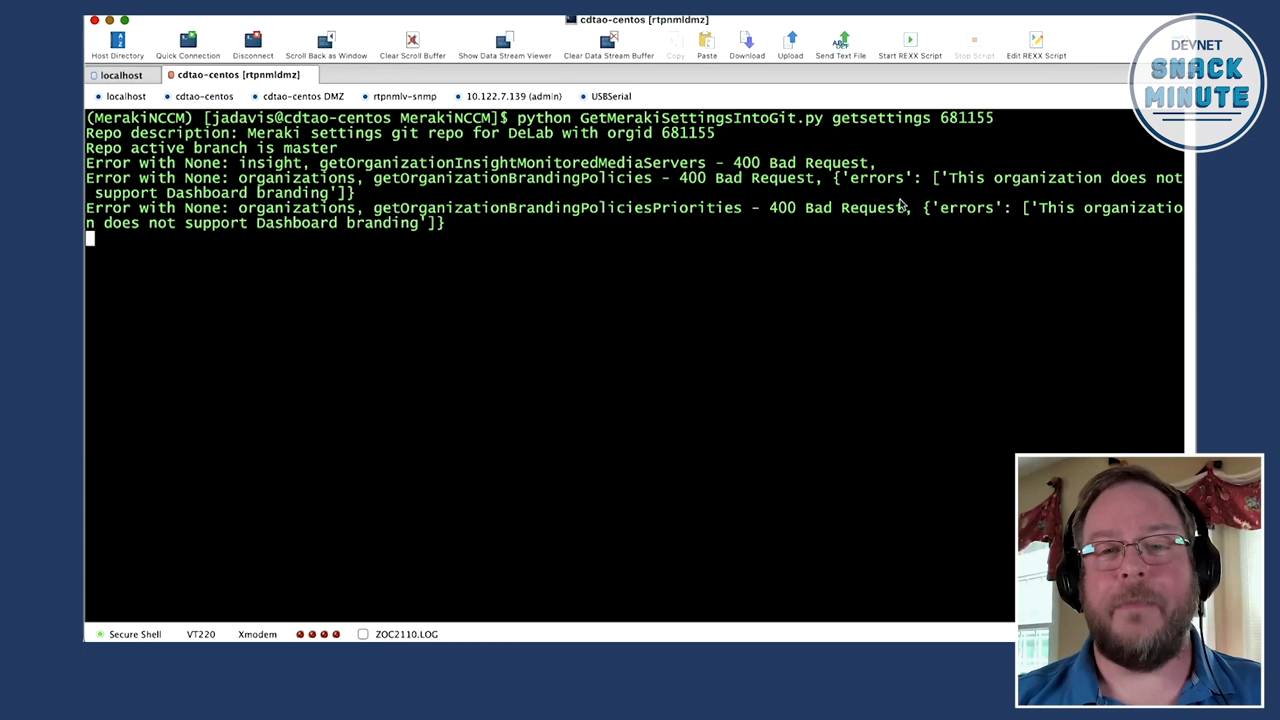 cdtao-centos [rtpnmldmz]
Host Directory
Quick Connection
Disconnect
Scroll Back as Window
Clear Scroll Buffer
Show Data Stream Viewer
Clear Data Stream Buffer
Copy
Paste
Download
Upload
Send Text File
Start REXX Script
Stop Script
Edit REXX Script
DEVNET
SNACK
MINUTE
localhost
cdtao-centos [rtpnmldmz]
localhost
cdtao-centos
cdtao-centos DMZ
rtpnmlv-snmp
10.122.7.139 (admin)
USBSerial
(MerakiNCCM) [jadavis@cdtao-centos MerakiNCCM]$ python GetMerakiSettingsIntoGit.py getsettings 681155
Repo description: Meraki settings git repo for DeLab with orgid 681155
Repo active branch is master
Error with None: insight, getOrganizationInsightMonitoredMediaServers - 400 Bad Request,
Error with None: organizations, getOrganizationBrandingPolicies - 400 Bad Request, {'errors': ['This organization does not
support Dashboard branding']}
Error with None: organizations, getOrganizationBrandingPoliciesPriorities - 400 Bad Request, {'errors': ['This organizatio
n does not support Dashboard branding']}
Secure Shell
VT220
Xmodem
ZOC2110.LOG